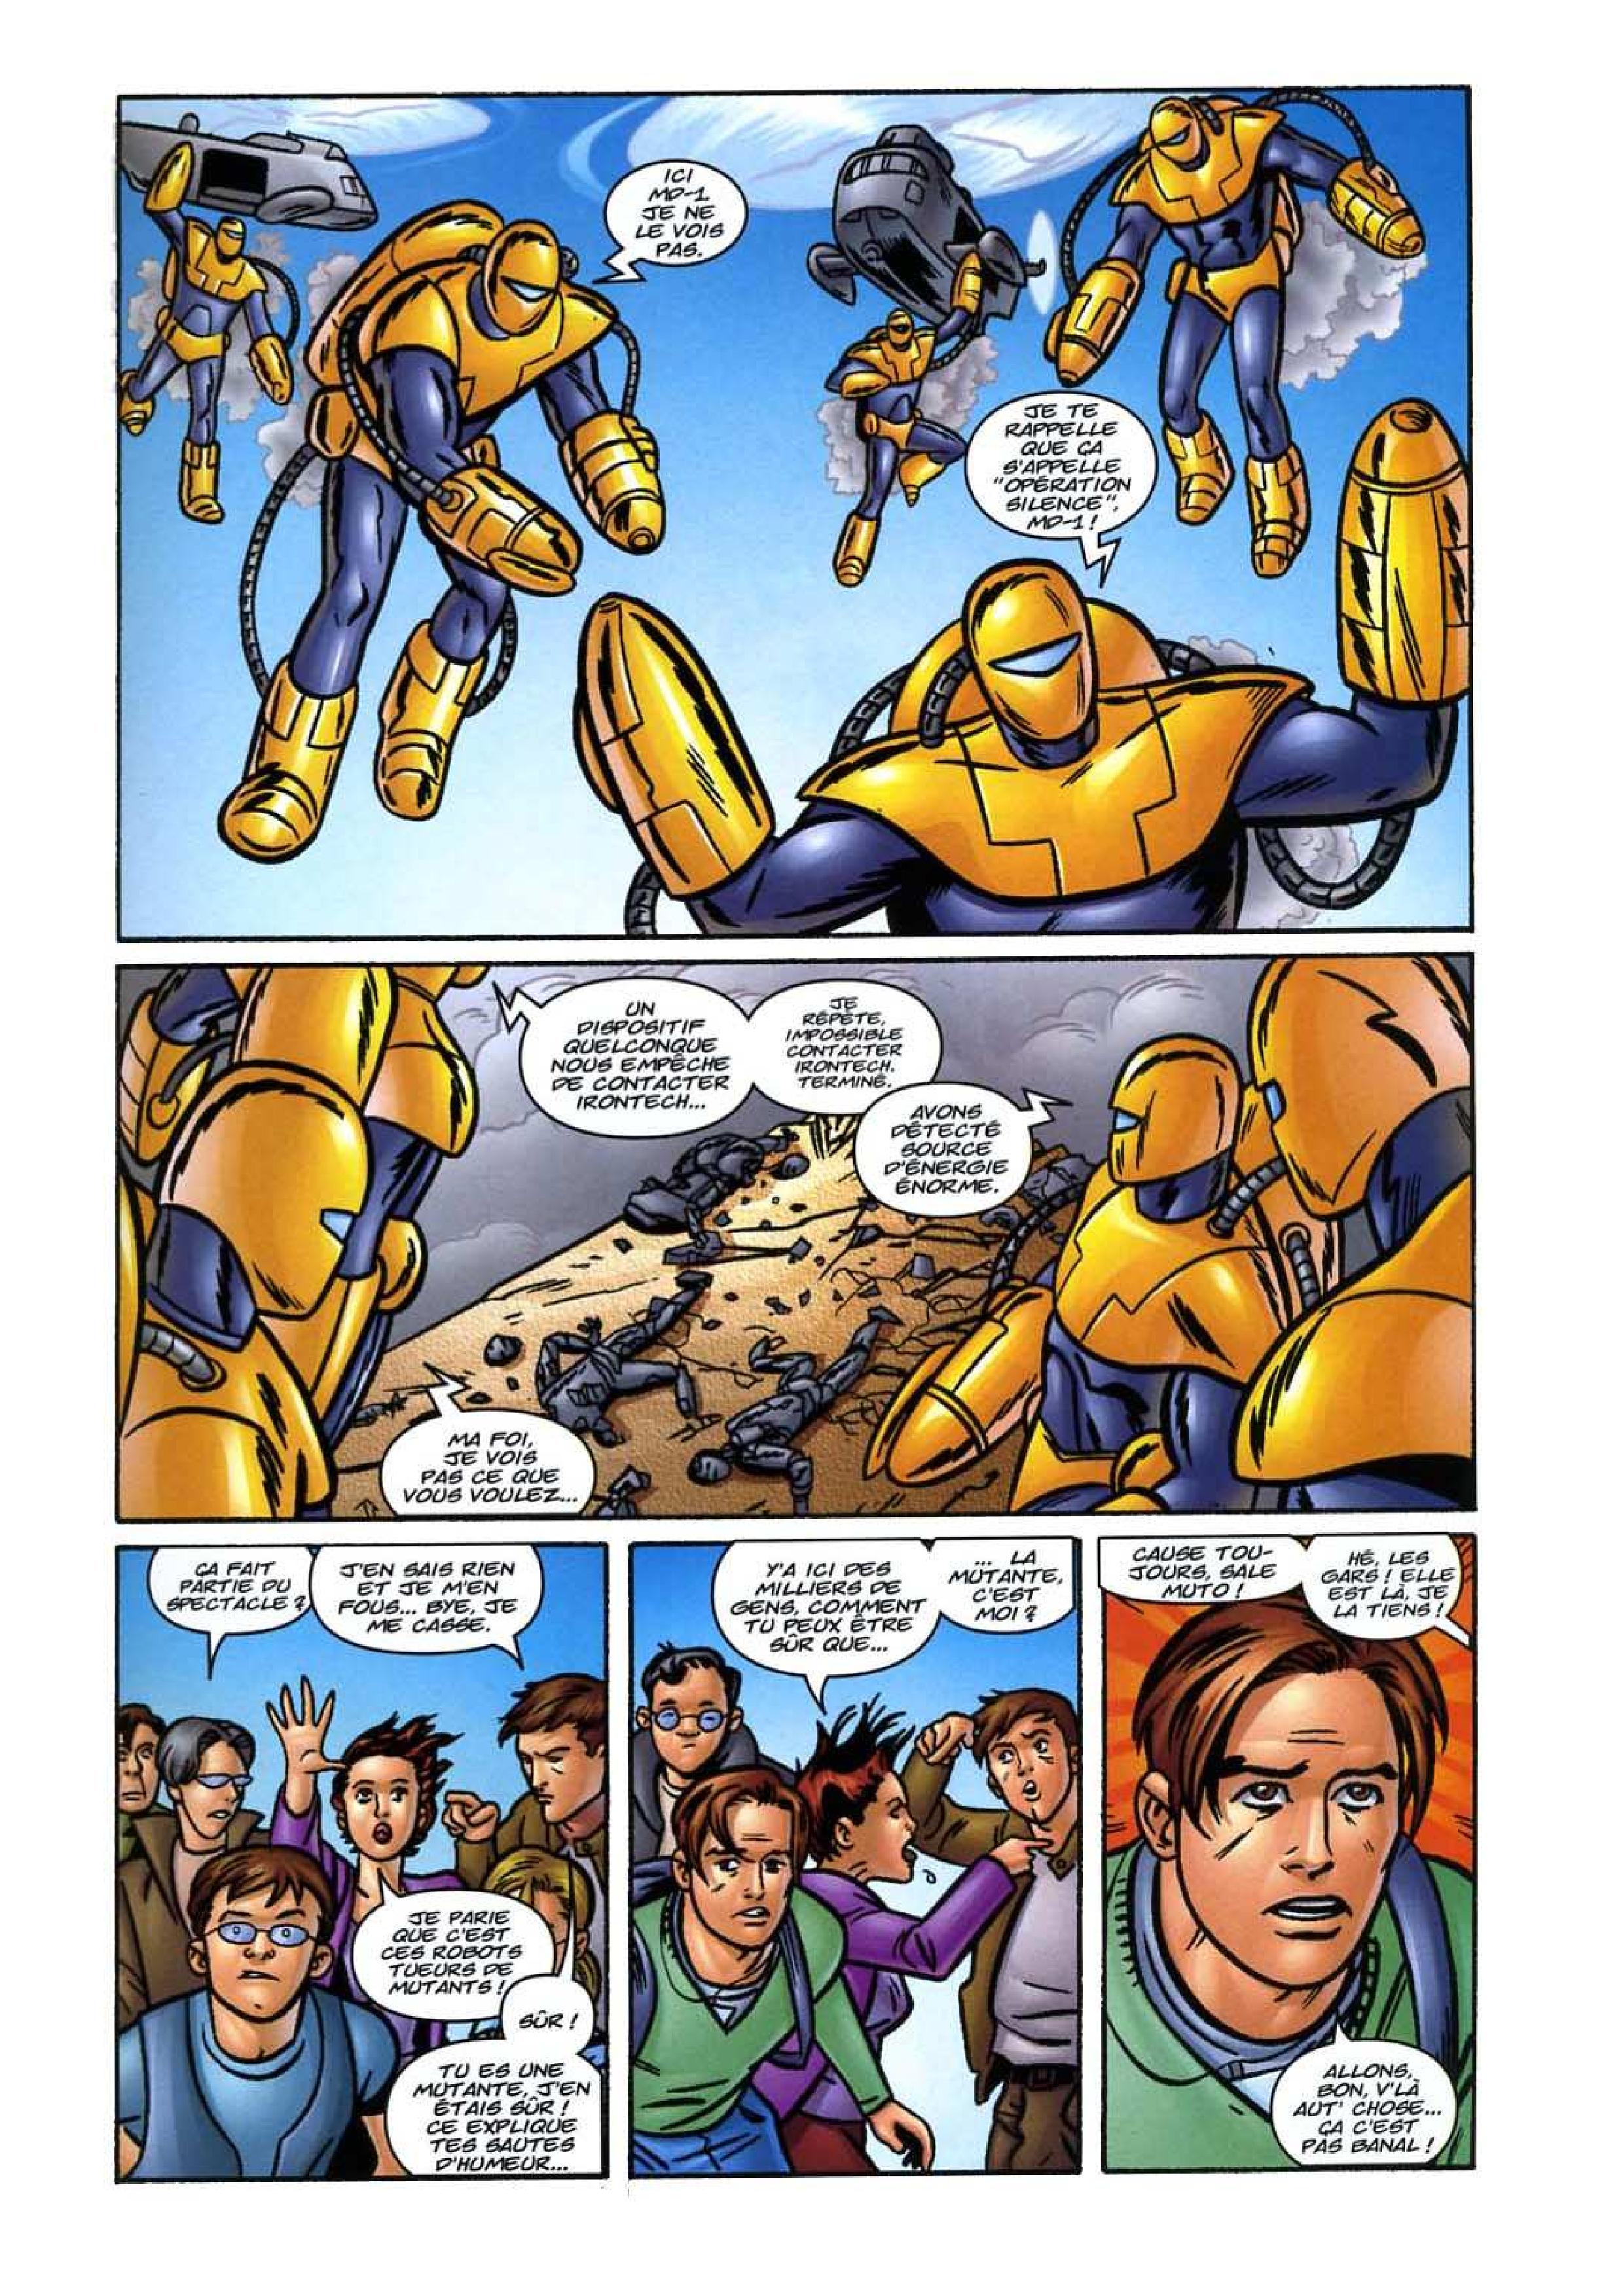 ICI
MD-1
JE NE
LE VOIS
PAS.
JE TE
RAPPELLE
QUE ÇA
S'APPELLE
"OPÉRATION
SILENCE",
MD-1 !
UN
DISPOSITIF
QUELCONQUE
NOUS EMPÊCHE
DE CONTACTER
IRONTECH...
JE
RÉPÈTE,
IMPOSSIBLE
CONTACTER
IRONTECH.
TERMINÉ.
AVONS
DÉTECTÉ
SOURCE
D'ÉNERGIE
ÉNORME.
MA FOI,
JE VOIS
PAS CE QUE
VOUS VOULEZ...
ÇA FAIT
PARTIE DU
SPECTACLE ?
J'EN SAIS RIEN
ET JE M'EN
FOUS... BYE, JE
ME CASSE.
JE PARIE
QUE C'EST
CES ROBOTS
TUEURS DE
MUTANTS !
SÛR !
TU ES UNE
MUTANTE, J'EN
ÉTAIS SÛR !
CE EXPLIQUE
TES SAUTES
D'HUMEUR...
Y'A ICI DES
MILLIERS DE
GENS, COMMENT
TU PEUX ÊTRE
SÛR QUE...
... LA
MUTANTE,
C'EST
MOI ?
CAUSE TOU-
JOURS, SALE
MUTO !
HÉ, LES
GARS ! ELLE
EST LÀ, JE
LA TIENS !
ALLONS,
BON, V'LÀ
AUT' CHOSE...
ÇA C'EST
PAS BANAL !